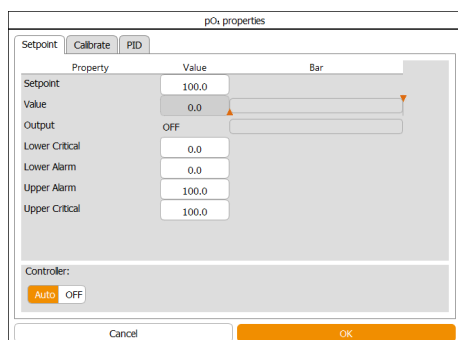 pO₂ properties
Setpoint Calibrate PID
Property Value Bar
Setpoint 100.0
Value 0.0
Output OFF
Lower Critical 0.0
Lower Alarm 0.0
Upper Alarm 100.0
Upper Critical 100.0
Controller:
Auto OFF
Cancel OK